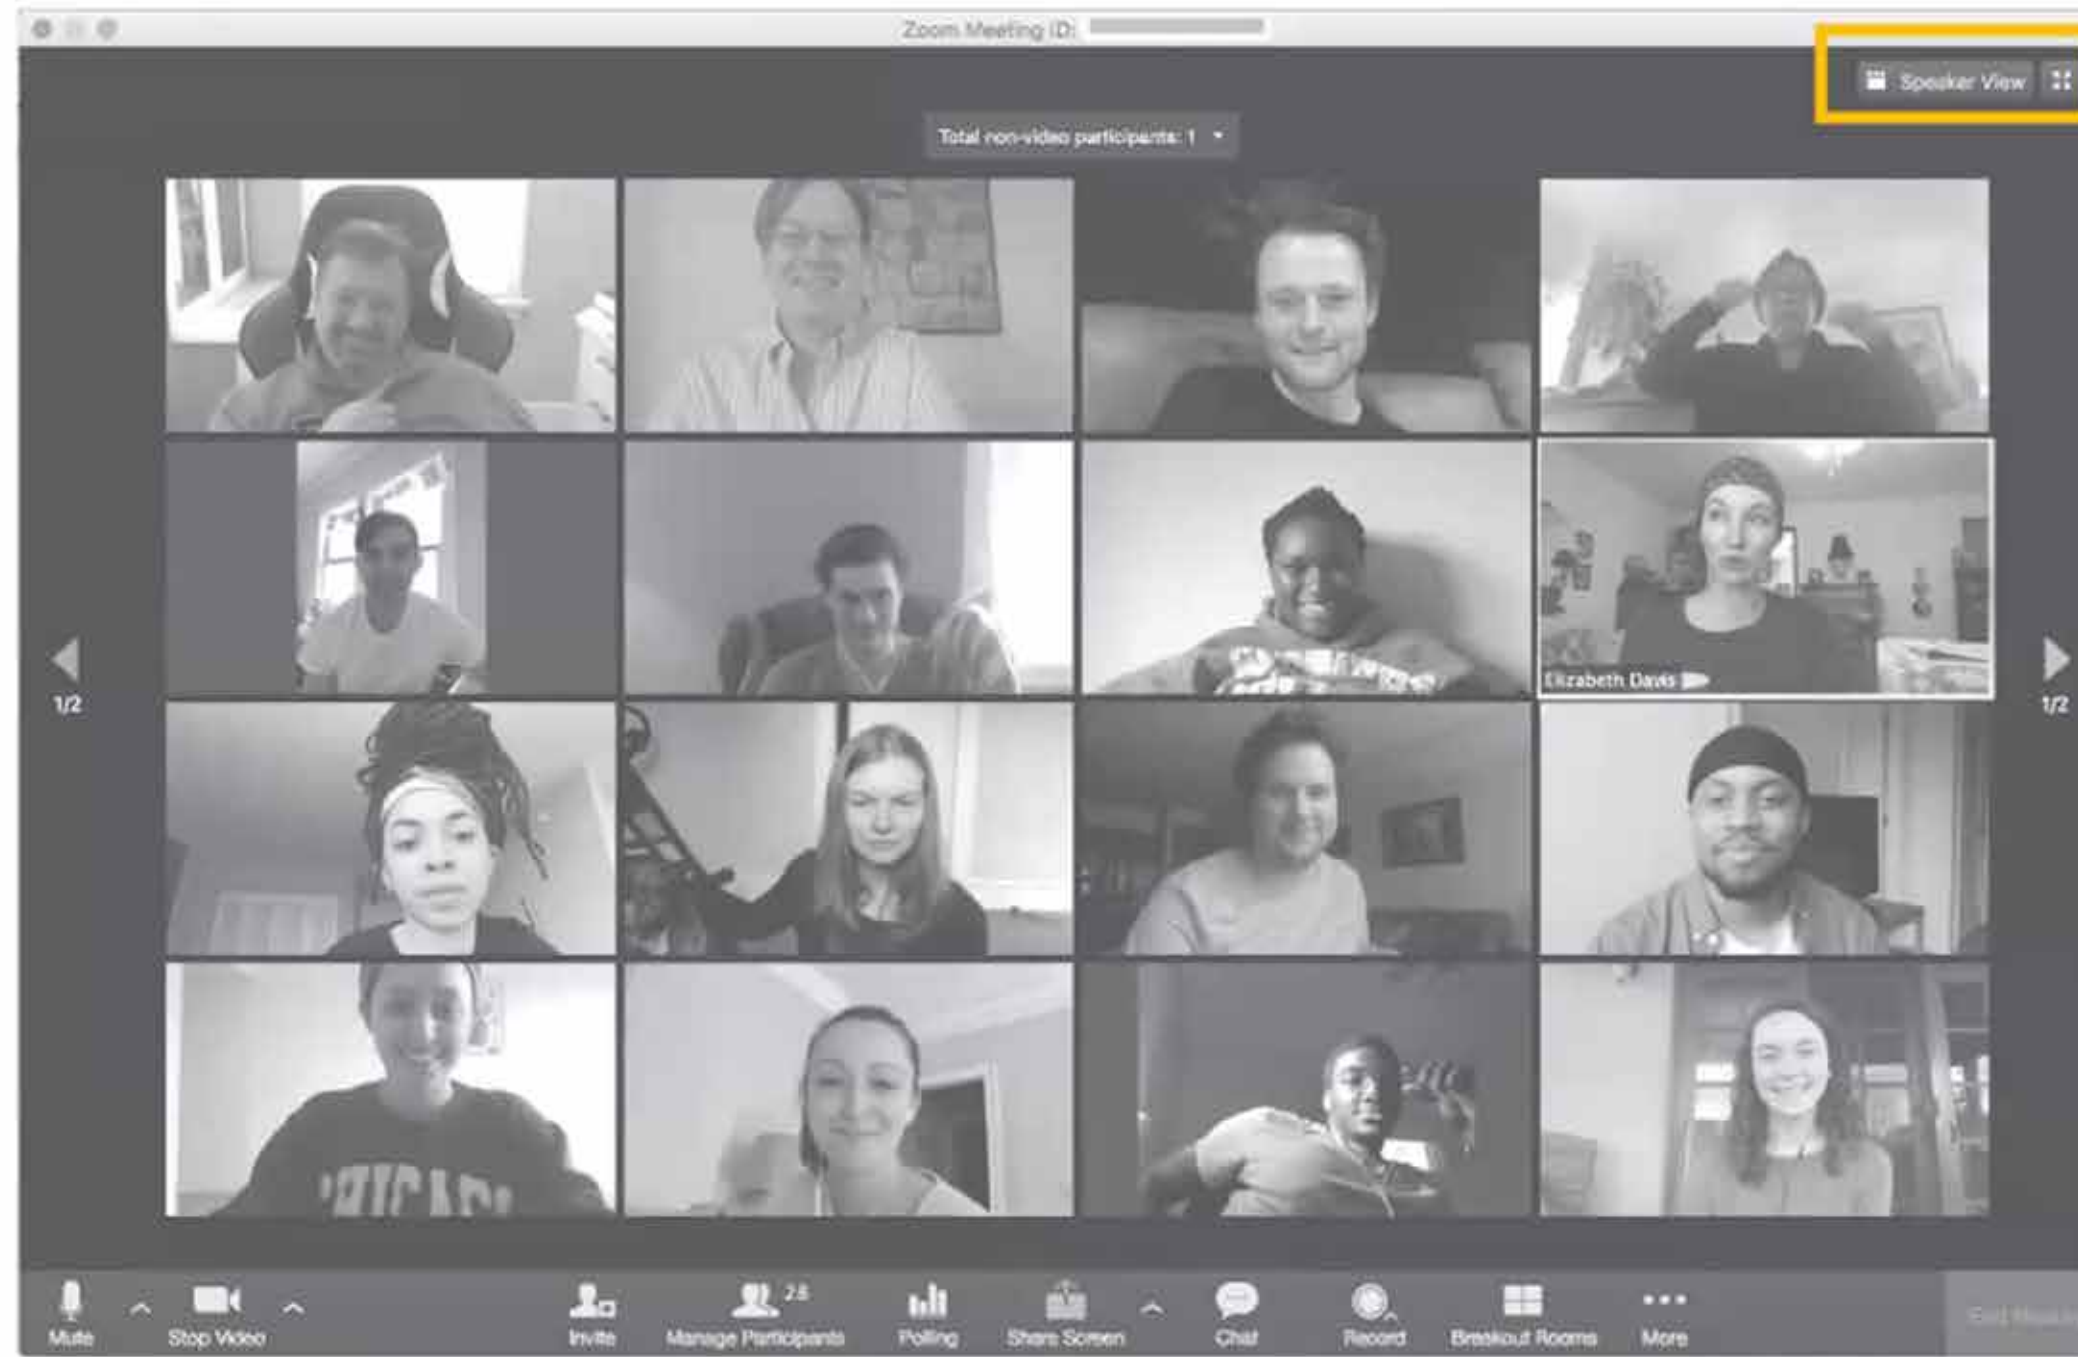 Zoom Meeting ID:
Speaker View
Total non-video participants: 1
Elizabeth Davis
1/2
1/2
28
Mute
Stop Video
Invite
Manage Participants
Polling
Share Screen
Chat
Record
Breakout Rooms
More